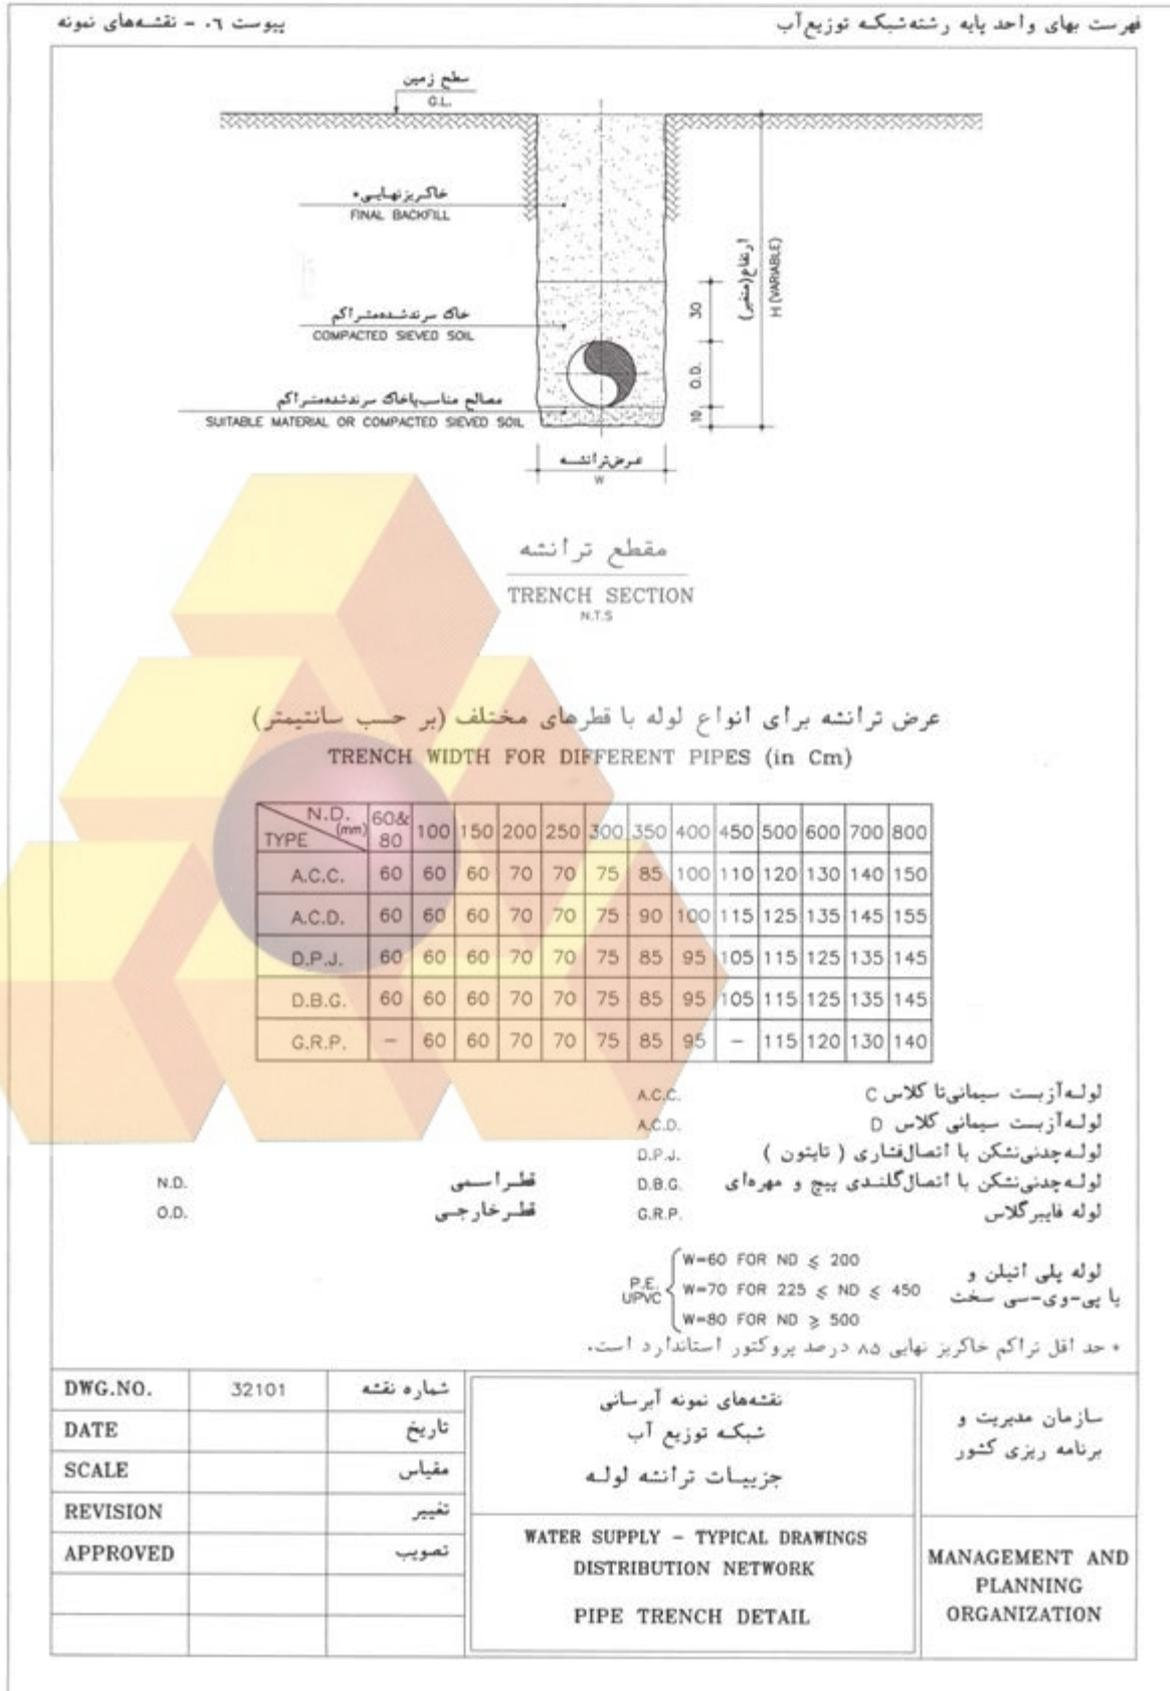 فهرست بهای واحد پایه رشته شبکه توزیع آب
پیوست ۶. - نقشه‌های نمونه
سطح زمین
G.L.
خاکریز نهایی*
FINAL BACKFILL
خاک سرند شده متراکم
COMPACTED SIEVED SOIL
مصالح مناسب یا خاک سرند شده متراکم
SUITABLE MATERIAL OR COMPACTED SIEVED SOIL
30
O.D.
10
ارتفاع (متغیر)
H (VARIABLE)
عرض ترانشه
W
مقطع ترانشه
TRENCH SECTION
N.T.S
عرض ترانشه برای انواع لوله با قطرهای مختلف (بر حسب سانتیمتر)
TRENCH WIDTH FOR DIFFERENT PIPES (in Cm)
TYPE N.D. (mm) 60& 80 100 150 200 250 300 350 400 450 500 600 700 800
A.C.C. 60 60 60 70 70 75 85 100 110 120 130 140 150
A.C.D. 60 60 60 70 70 75 90 100 115 125 135 145 155
D.P.J. 60 60 60 70 70 75 85 95 105 115 125 135 145
D.B.G. 60 60 60 70 70 75 85 95 105 115 125 135 145
G.R.P. – 60 60 70 70 75 85 95 – 115 120 130 140
لوله آزبست سیمانی تا کلاس C A.C.C.
لوله آزبست سیمانی کلاس D A.C.D.
لوله چدنی نشکن با اتصال فشاری ( تایتون ) D.P.J.
لوله چدنی نشکن با اتصال گلندی پیچ و مهره‌ای D.B.G.
لوله فایبرگلاس G.R.P.
قطر اسمی N.D.
قطر خارجی O.D.
لوله پلی اتیلن و
یا پی-وی-سی سخت
P.E.
UPVC
W=60 FOR ND ⩽ 200
W=70 FOR 225 ⩽ ND ⩽ 450
W=80 FOR ND ⩾ 500
* حد اقل تراکم خاکریز نهایی ۸۵ درصد پروکتور استاندارد است.
DWG.NO. 32101 شماره نقشه
DATE تاریخ
SCALE مقیاس
REVISION تغییر
APPROVED تصویب
نقشه‌های نمونه آبرسانی
شبکه توزیع آب
جزییات ترانشه لوله
WATER SUPPLY – TYPICAL DRAWINGS
DISTRIBUTION NETWORK
PIPE TRENCH DETAIL
سازمان مدیریت و
برنامه ریزی کشور
MANAGEMENT AND
PLANNING
ORGANIZATION